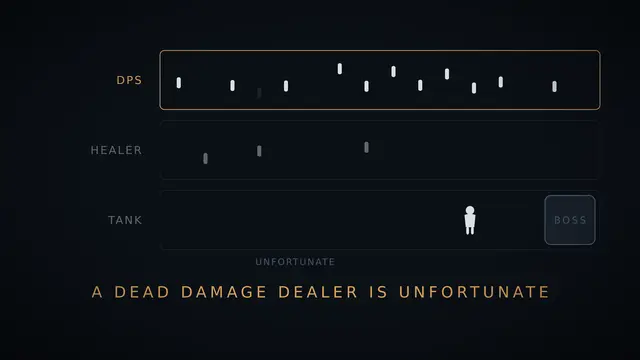 DPS
HEALER
TANK
BOSS
UNFORTUNATE
A DEAD DAMAGE DEALER IS UNFORTUNATE